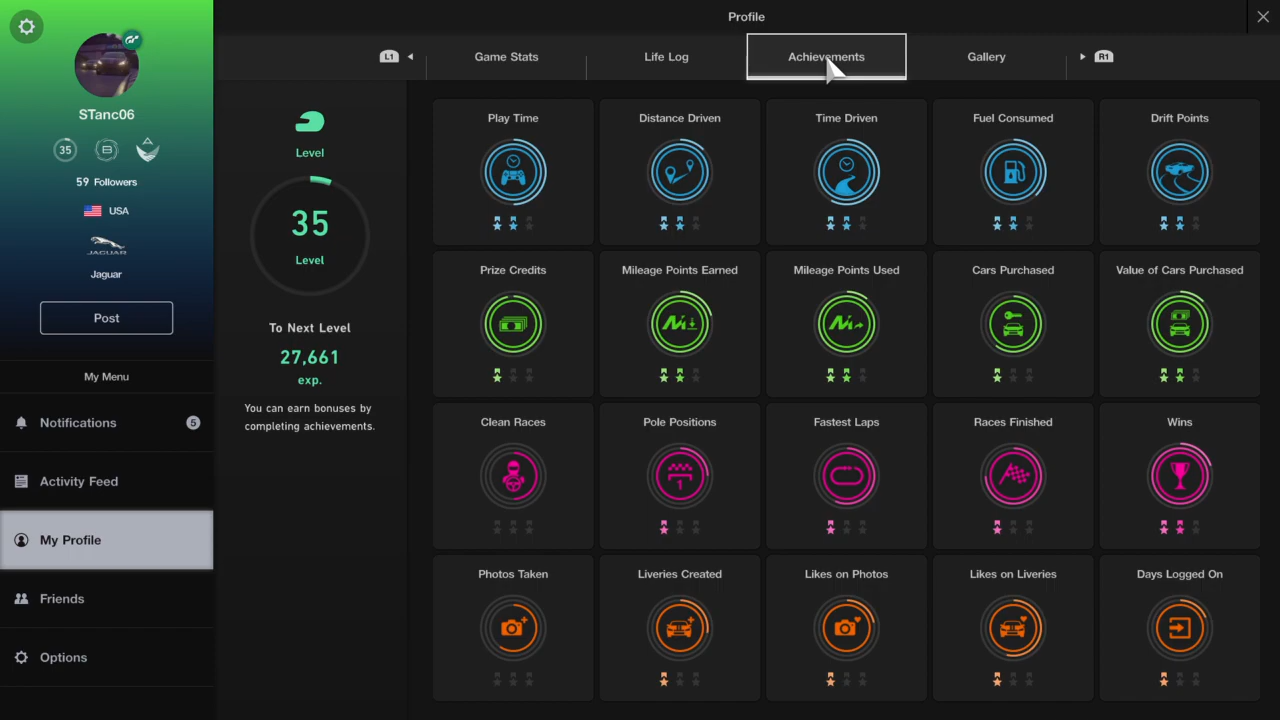 Profile
L1
Game Stats
Life Log
Achievements
Gallery
R1
STanc06
35
B
59 Followers
USA
JAGUAR
Jaguar
Post
My Menu
Notifications
5
Activity Feed
My Profile
Friends
Options
Level
35
Level
To Next Level
27,661
exp.
You can earn bonuses by
completing achievements.
Play Time
Distance Driven
Time Driven
Fuel Consumed
Drift Points
Prize Credits
Mileage Points Earned
Mileage Points Used
Cars Purchased
Value of Cars Purchased
Clean Races
Pole Positions
1
Fastest Laps
Races Finished
Wins
Photos Taken
Liveries Created
Likes on Photos
Likes on Liveries
Days Logged On